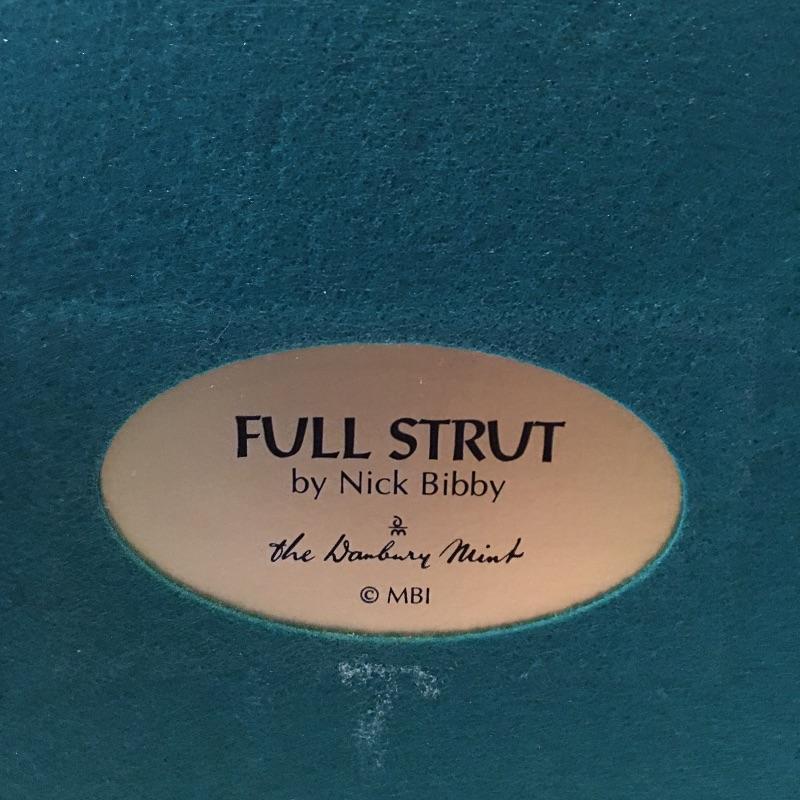 FULL STRUT
by Nick Bibby
the Danbury Mint
© MBI